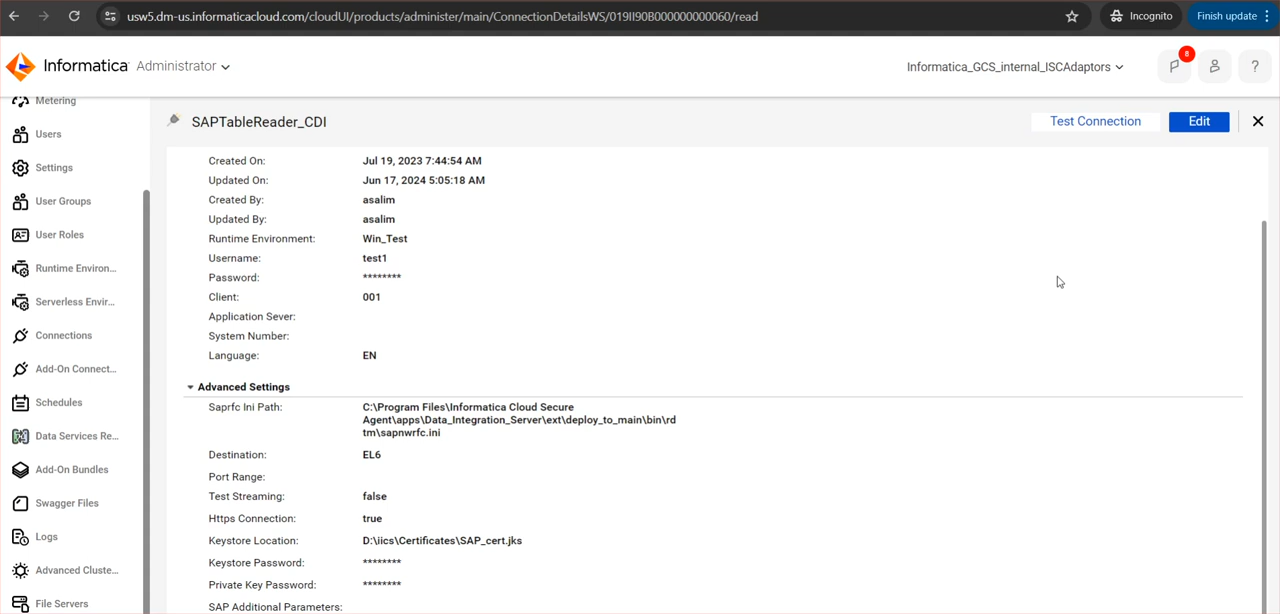 usw5.dm-us.informaticacloud.com/cloudUI/products/administer/main/ConnectionDetailsWS/019II90B000000000060/read
Incognito
Finish update
Informatica
Administrator
Informatica_GCS_internal_ISCAdaptors
8
?
Metering
Users
Settings
User Groups
User Roles
Runtime Environ...
Serverless Envir...
Connections
Add-On Connect...
Schedules
Data Services Re...
Add-On Bundles
Swagger Files
Logs
Advanced Cluste...
File Servers
SAPTableReader_CDI
Test Connection
Edit
Created On: Jul 19, 2023 7:44:54 AM
Updated On: Jun 17, 2024 5:05:18 AM
Created By: asalim
Updated By: asalim
Runtime Environment: Win_Test
Username: test1
Password: ********
Client: 001
Application Sever:
System Number:
Language: EN
Advanced Settings
Saprfc Ini Path: C:\Program Files\Informatica Cloud Secure
Agent\apps\Data_Integration_Server\ext\deploy_to_main\bin\rd
tm\sapnwrfc.ini
Destination: EL6
Port Range:
Test Streaming: false
Https Connection: true
Keystore Location: D:\iics\Certificates\SAP_cert.jks
Keystore Password: ********
Private Key Password: ********
SAP Additional Parameters: